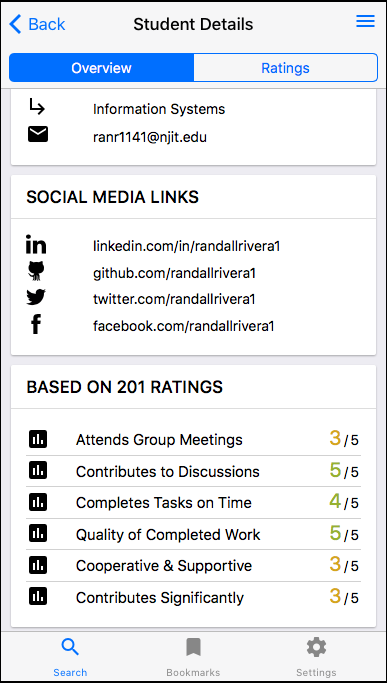 Back Student Details
Overview Ratings
Information Systems
ranr1141@njit.edu
SOCIAL MEDIA LINKS
linkedin.com/in/randallrivera1
github.com/randallrivera1
twitter.com/randallrivera1
facebook.com/randallrivera1
BASED ON 201 RATINGS
Attends Group Meetings 3/5
Contributes to Discussions 5/5
Completes Tasks on Time 4/5
Quality of Completed Work 5/5
Cooperative & Supportive 3/5
Contributes Significantly 3/5
Search Bookmarks Settings